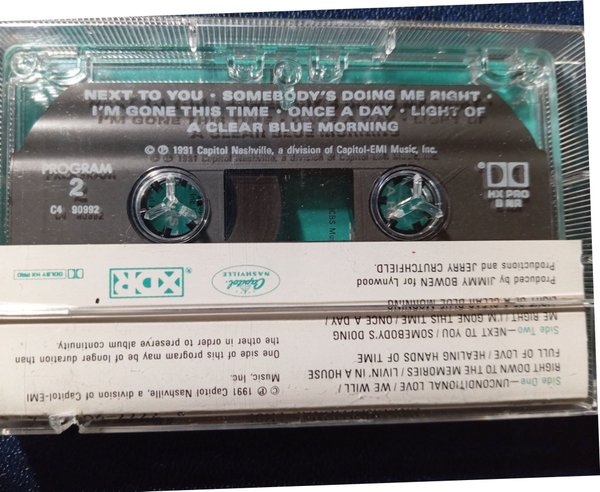 NEXT TO YOU • SOMEBODY'S DOING ME RIGHT •
I'M GONE THIS TIME • ONCE A DAY • LIGHT OF
A CLEAR BLUE MORNING
© ℗ 1991 Capitol Nashville, a division of Capitol-EMI Music, Inc.
PROGRAM
2
C4 90992
HX PRO
B NR
Side One—UNCONDITIONAL LOVE / WE WILL /
RIGHT DOWN TO THE MEMORIES / LIVIN' IN A HOUSE
FULL OF LOVE / HEALING HANDS OF TIME
Side Two—NEXT TO YOU / SOMEBODY'S DOING
ME RIGHT / I'M GONE THIS TIME / ONCE A DAY /
LIGHT OF A CLEAR BLUE MORNING
Produced by JIMMY BOWEN for Lynwood
Productions and JERRY CRUTCHFIELD.
© ℗ 1991 Capitol Nashville, a division of Capitol-EMI
Music, Inc.
One side of this program may be of longer duration than
the other in order to preserve album continuity.
Capitol
NASHVILLE
XDR
DOLBY HX PRO